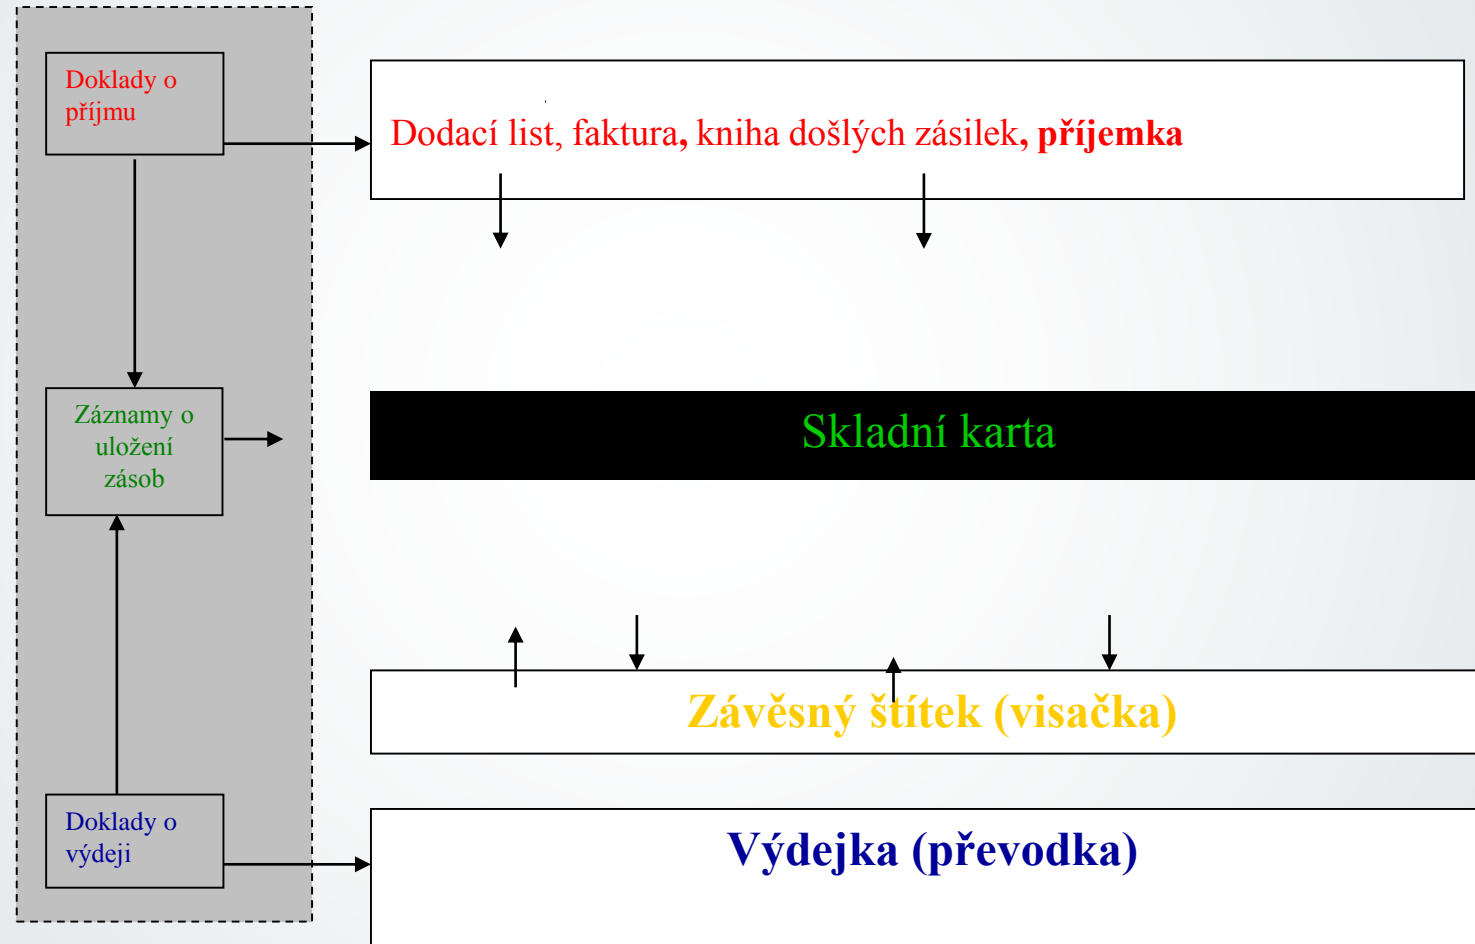 Doklady o
příjmu
Dodací list, faktura, kniha došlých zásilek, příjemka
Záznamy o
uložení
zásob
Skladní karta
Závěsný štítek (visačka)
Doklady o
výdeji
Výdejka (převodka)